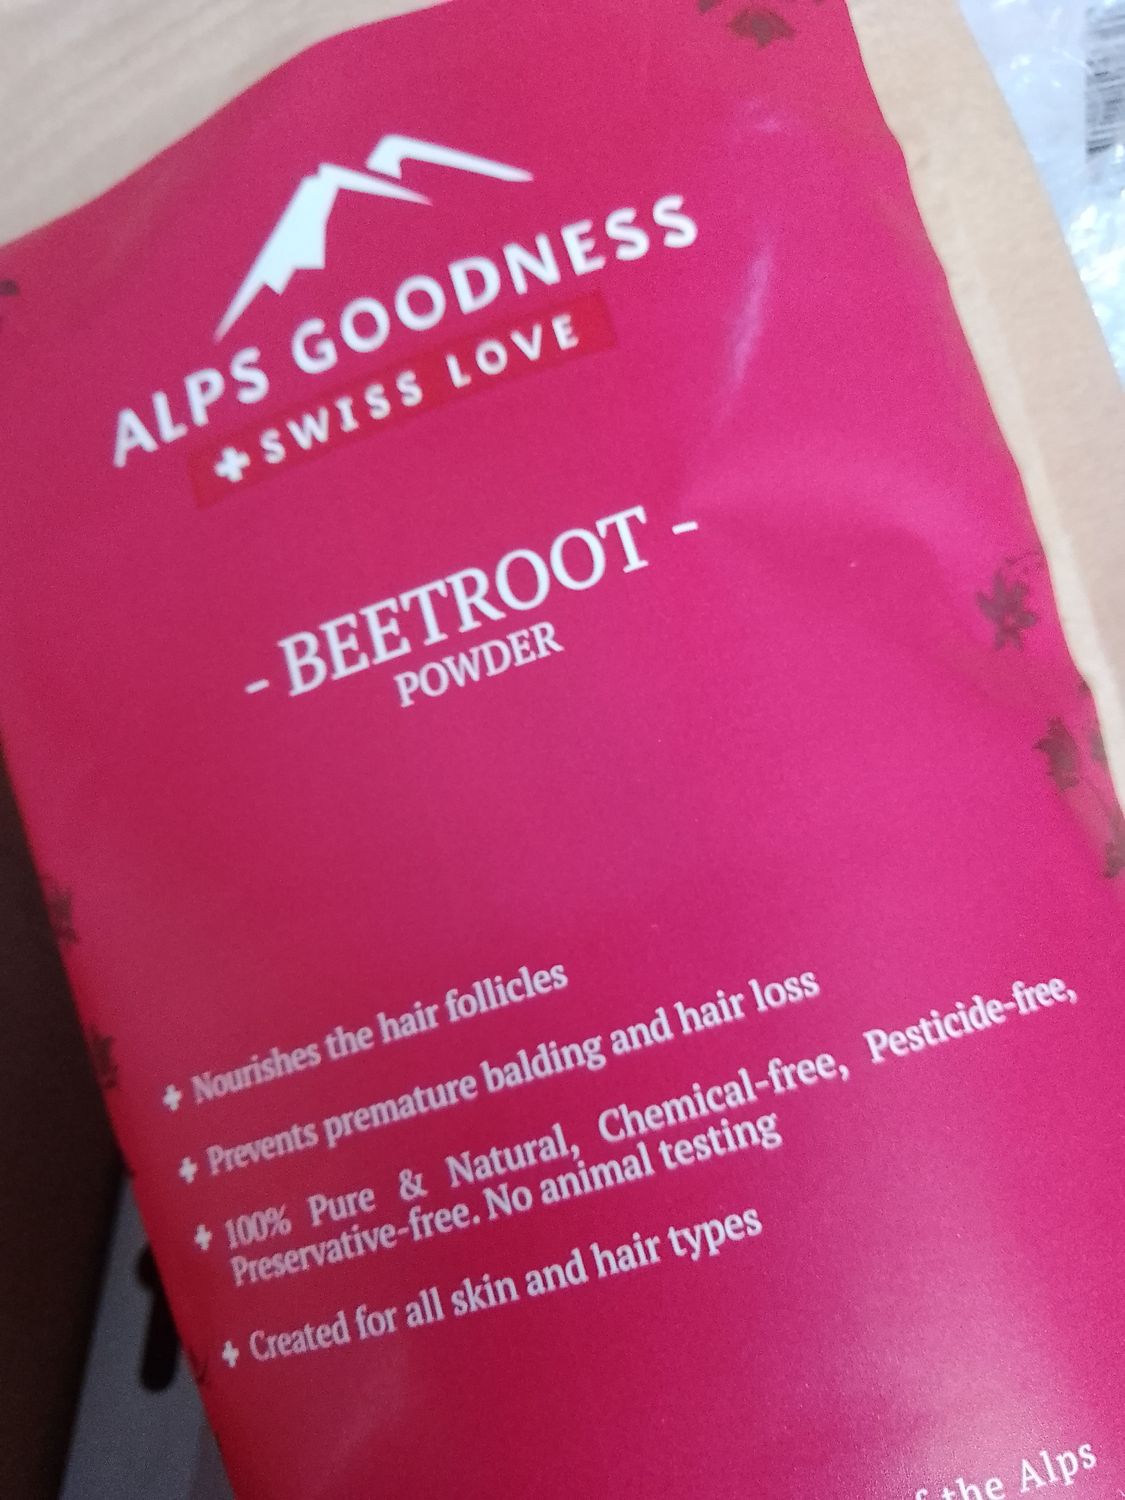 ALPS GOODNESS
SWISS LOVE
- BEETROOT -
POWDER
Nourishes the hair follicles
Prevents premature balding and hair loss
100% Pure & Natural, Chemical-free, Pesticide-free,
Preservative-free. No animal testing
Created for all skin and hair types
the Alps